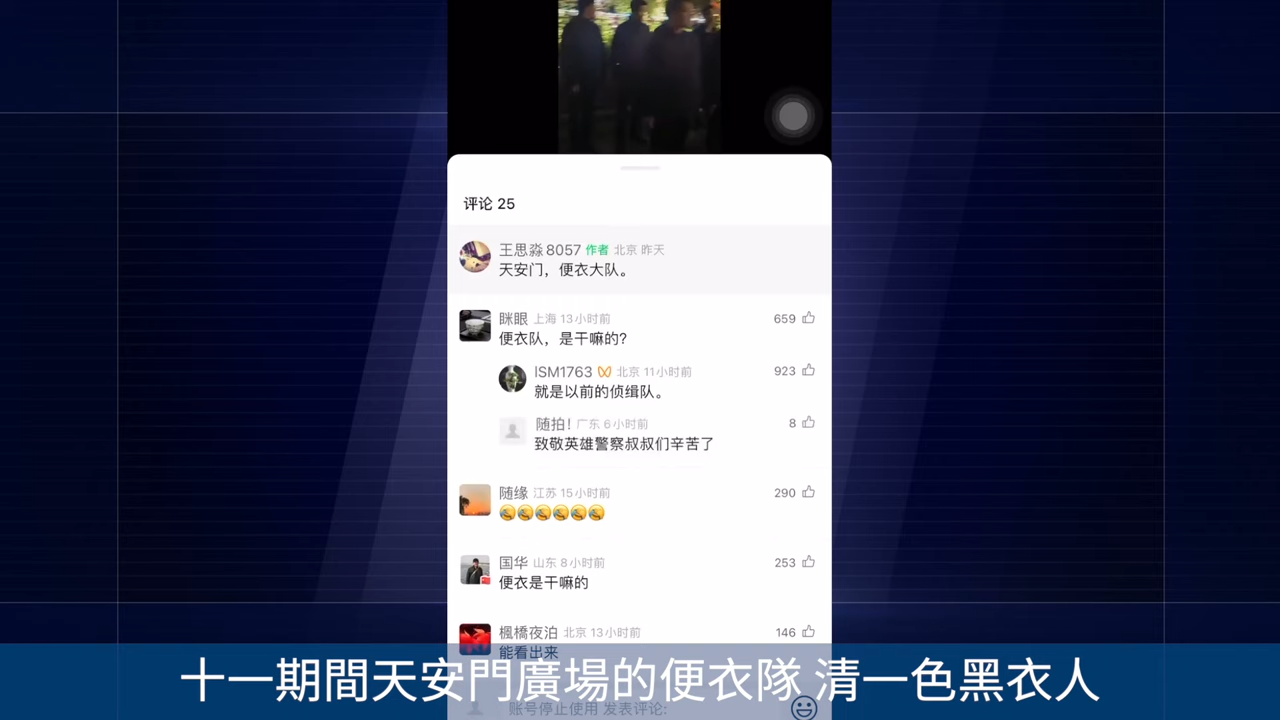 评论 25
王思淼8057 作者 北京 昨天
天安门，便衣大队。
眯眼 上海 13小时前 659
便衣队，是干嘛的?
ISM1763 北京 11小时前 923
就是以前的侦缉队。
随拍! 广东 6小时前 8
致敬英雄警察叔叔们辛苦了
随缘 江苏 15小时前 290
国华 山东 8小时前 253
便衣是干嘛的
楓橋夜泊 北京 13小时前 146
能看出来
十一期間天安門廣場的便衣隊 清一色黑衣人
账号停止使用 发表评论: